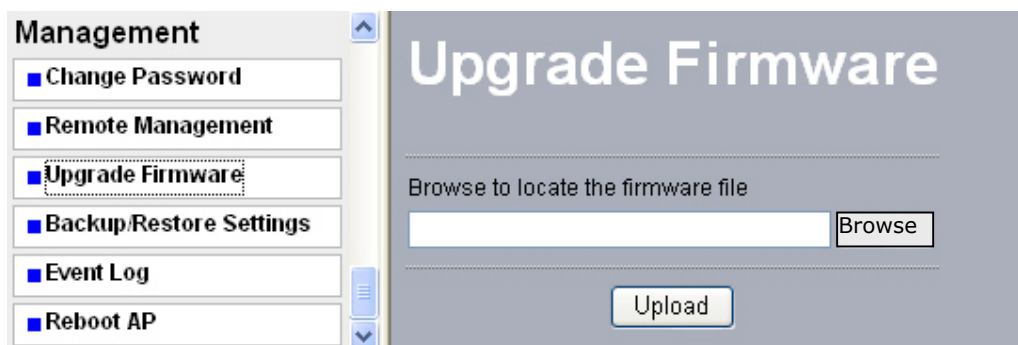 Management
Change Password
Remote Management
Upgrade Firmware
Backup/Restore Settings
Event Log
Reboot AP
Upgrade Firmware
Browse to locate the firmware file
Browse
Upload